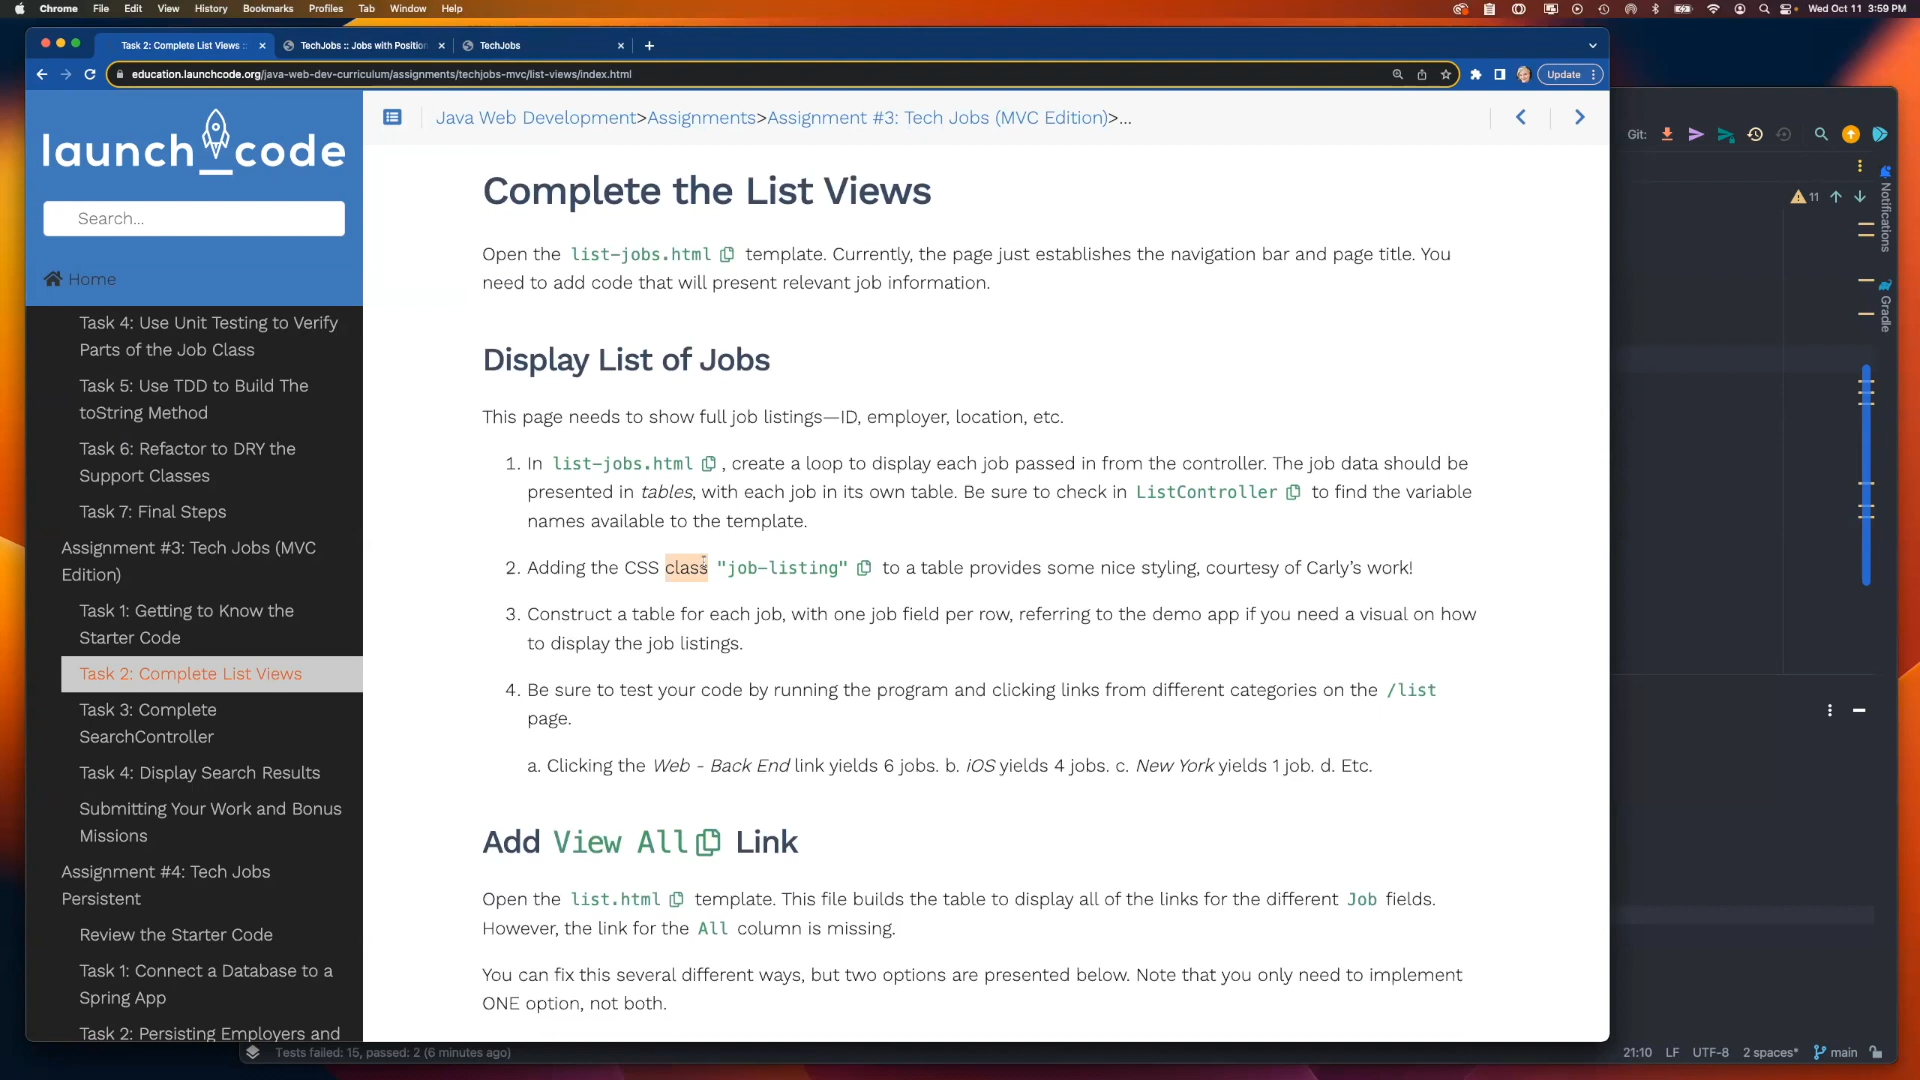 Chrome File Edit View History Bookmarks Profiles Tab Window Help
Wed Oct 11 3:59 PM
Task 2: Complete List Views ::
TechJobs :: Jobs with Position
TechJobs
education.launchcode.org/java-web-dev-curriculum/assignments/techjobs-mvc/list-views/index.html
Update
launch_code
Search...
Home
Task 4: Use Unit Testing to Verify
Parts of the Job Class
Task 5: Use TDD to Build The
toString Method
Task 6: Refactor to DRY the
Support Classes
Task 7: Final Steps
Assignment #3: Tech Jobs (MVC
Edition)
Task 1: Getting to Know the
Starter Code
Task 2: Complete List Views
Task 3: Complete
SearchController
Task 4: Display Search Results
Submitting Your Work and Bonus
Missions
Assignment #4: Tech Jobs
Persistent
Review the Starter Code
Task 1: Connect a Database to a
Spring App
Task 2: Persisting Employers and
Java Web Development>Assignments>Assignment #3: Tech Jobs (MVC Edition)>...
Complete the List Views
Open the list-jobs.html template. Currently, the page just establishes the navigation bar and page title. You
need to add code that will present relevant job information.
Display List of Jobs
This page needs to show full job listings—ID, employer, location, etc.
1. In list-jobs.html , create a loop to display each job passed in from the controller. The job data should be
presented in tables, with each job in its own table. Be sure to check in ListController to find the variable
names available to the template.
2. Adding the CSS class "job-listing" to a table provides some nice styling, courtesy of Carly's work!
3. Construct a table for each job, with one job field per row, referring to the demo app if you need a visual on how
to display the job listings.
4. Be sure to test your code by running the program and clicking links from different categories on the /list
page.
a. Clicking the Web - Back End link yields 6 jobs. b. iOS yields 4 jobs. c. New York yields 1 job. d. Etc.
Add View All Link
Open the list.html template. This file builds the table to display all of the links for the different Job fields.
However, the link for the All column is missing.
You can fix this several different ways, but two options are presented below. Note that you only need to implement
ONE option, not both.
Git:
11
Notifications
Gradle
Tests failed: 15, passed: 2 (6 minutes ago)
21:10 LF UTF-8 2 spaces* main